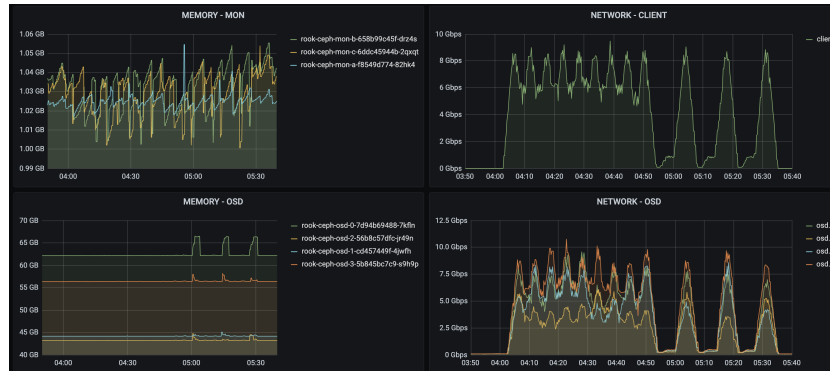 MEMORY - MON
1.06 GB
1.05 GB
1.04 GB
1.03 GB
1.02 GB
1.01 GB
1.00 GB
0.99 GB
04:00 04:30 05:00 05:30
rook-ceph-mon-b-658b99c45f-drz4s
rook-ceph-mon-c-6ddc45944b-2qxqt
rook-ceph-mon-a-f8549d774-82hk4
NETWORK - CLIENT
10 Gbps
8 Gbps
6 Gbps
4 Gbps
2 Gbps
0 Gbps
03:50 04:00 04:10 04:20 04:30 04:40 04:50 05:00 05:10 05:20 05:30 05:40
clien
MEMORY - OSD
70 GB
65 GB
60 GB
55 GB
50 GB
45 GB
40 GB
04:00 04:30 05:00 05:30
rook-ceph-osd-0-7d94b69488-7kfln
rook-ceph-osd-2-56b8c57dfc-jr49n
rook-ceph-osd-1-cd457449f-4jwfh
rook-ceph-osd-3-5b845bc7c9-s9h9p
NETWORK - OSD
12.5 Gbps
10.0 Gbps
7.5 Gbps
5.0 Gbps
2.5 Gbps
0 Gbps
03:50 04:00 04:10 04:20 04:30 04:40 04:50 05:00 05:10 05:20 05:30 05:40
osd.
osd.
osd.
osd.